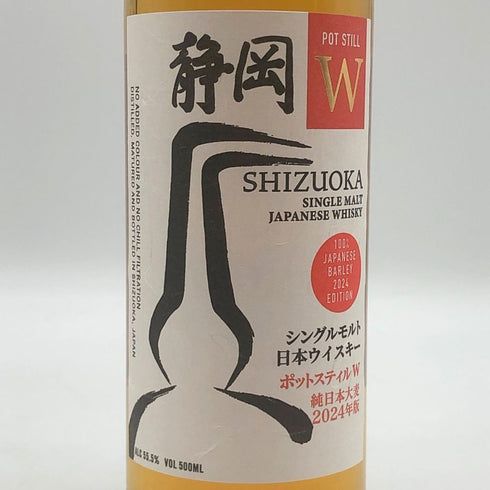 静岡
POT STILL
W
SHIZUOKA
SINGLE MALT
JAPANESE WHISKY
100%
JAPANESE
BARLEY
2024
EDITION
シングルモルト
日本ウイスキー
ポットスティルW
純日本大麦
2024年版
NO ADDED COLOUR AND NO CHILL FILTRATION
DISTILLED, MATURED AND BOTTLED IN SHIZUOKA, JAPAN
ALC 55.5% VOL 500ML